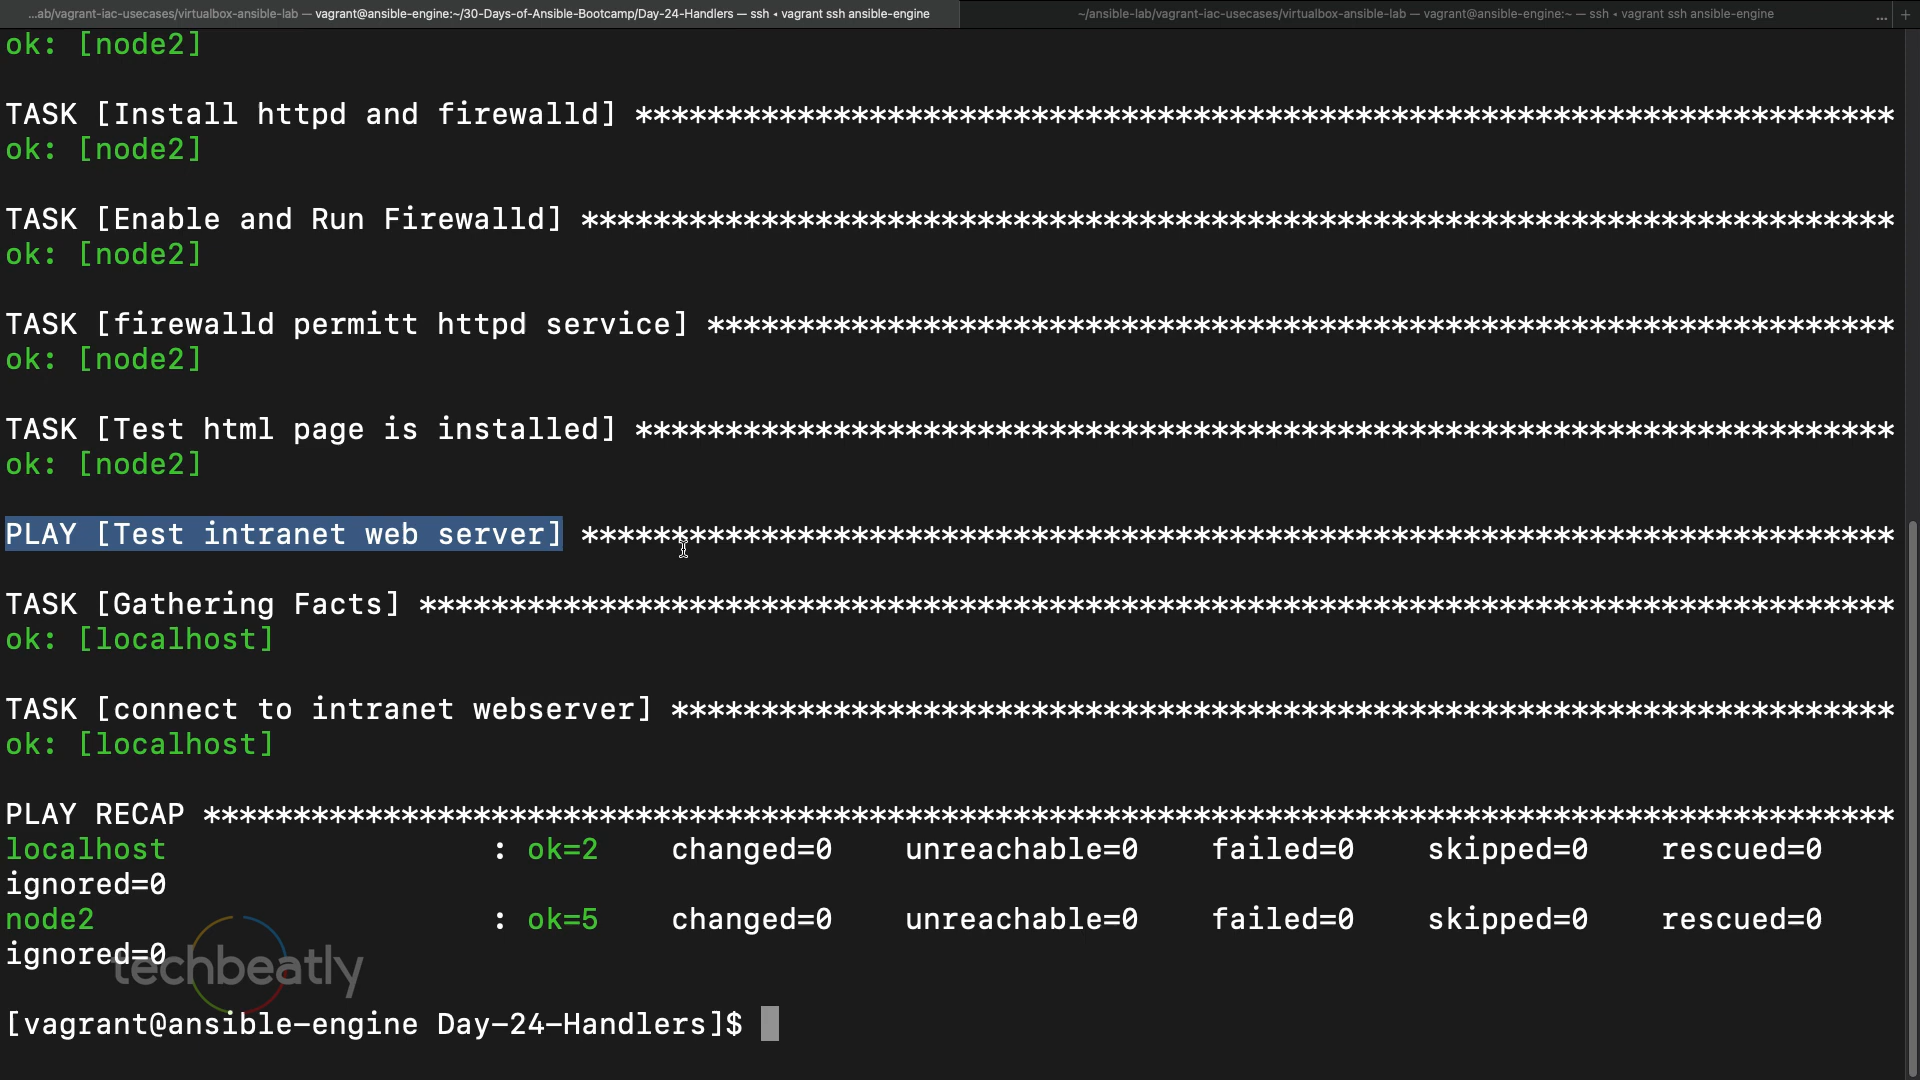 ...ab/vagrant-iac-usecases/virtualbox-ansible-lab — vagrant@ansible-engine:~/30-Days-of-Ansible-Bootcamp/Day-24-Handlers — ssh ◂ vagrant ssh ansible-engine
~/ansible-lab/vagrant-iac-usecases/virtualbox-ansible-lab — vagrant@ansible-engine:~ — ssh ◂ vagrant ssh ansible-engine ... +
ok: [node2]
TASK [Install httpd and firewalld] **********************************************************************
ok: [node2]
TASK [Enable and Run Firewalld] *************************************************************************
ok: [node2]
TASK [firewalld permitt httpd service] ******************************************************************
ok: [node2]
TASK [Test html page is installed] **********************************************************************
ok: [node2]
PLAY [Test intranet web server] *************************************************************************
TASK [Gathering Facts] **********************************************************************************
ok: [localhost]
TASK [connect to intranet webserver] ********************************************************************
ok: [localhost]
PLAY RECAP **********************************************************************************************
localhost                  : ok=2    changed=0    unreachable=0    failed=0    skipped=0    rescued=0
ignored=0
node2                      : ok=5    changed=0    unreachable=0    failed=0    skipped=0    rescued=0
ignored=0
techbeatly
[vagrant@ansible-engine Day-24-Handlers]$